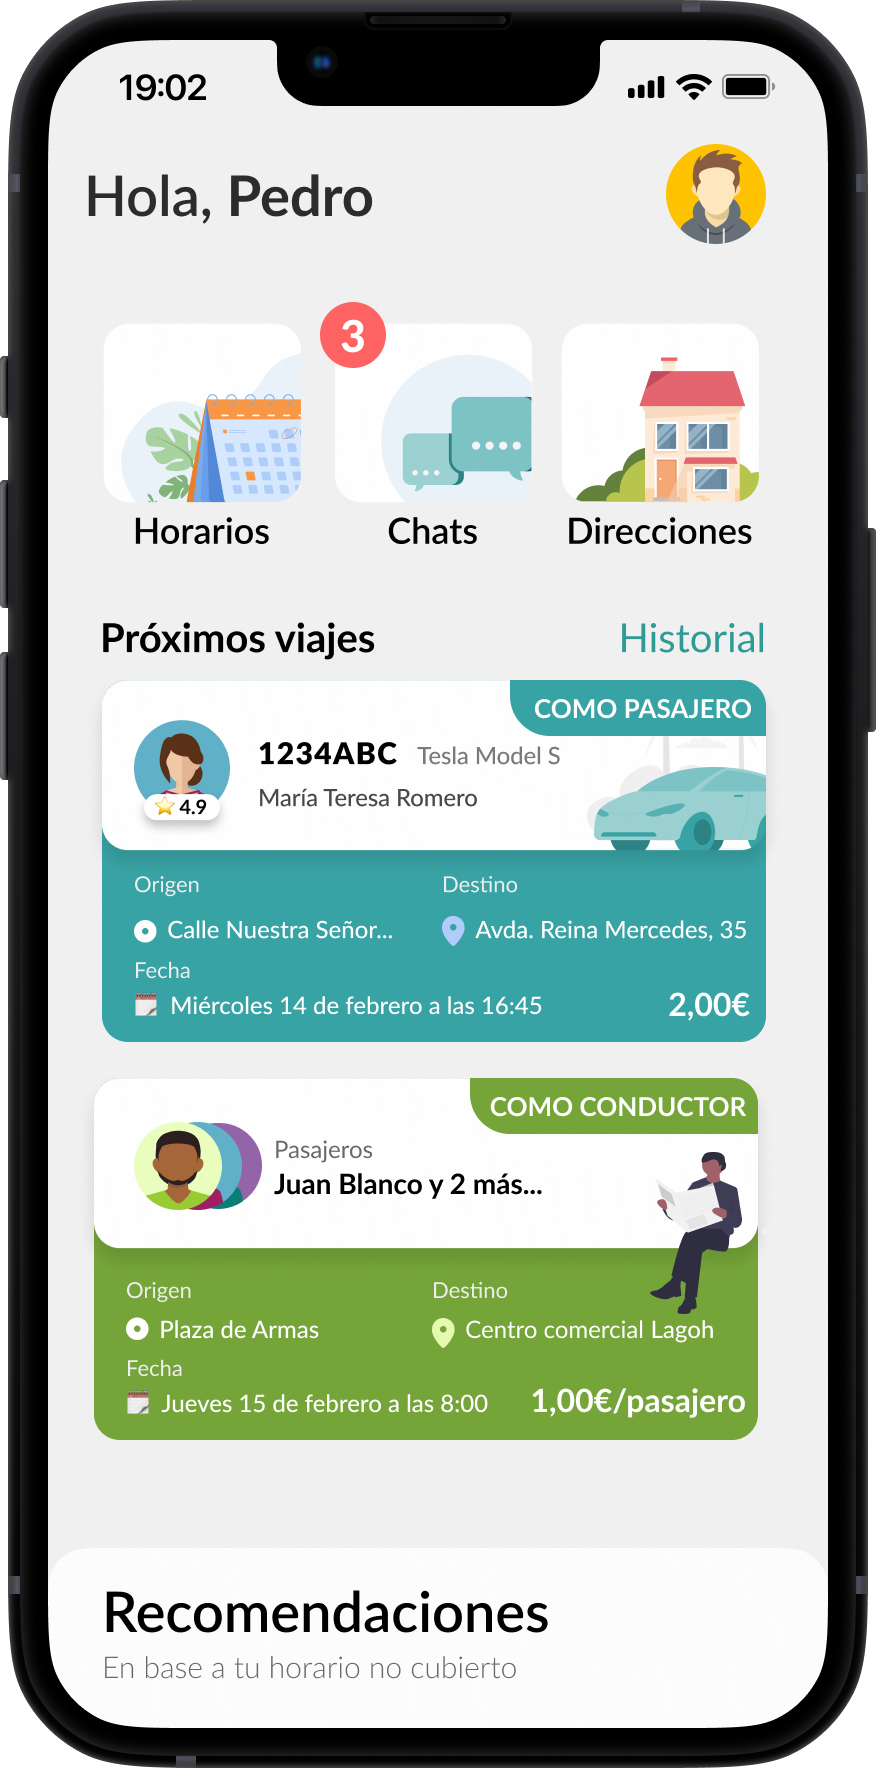 19:02
Hola, Pedro
3
Horarios
Chats
Direcciones
Próximos viajes
Historial
COMO PASAJERO
1234ABC Tesla Model S
María Teresa Romero
4.9
Origen
Destino
Calle Nuestra Señor...
Avda. Reina Mercedes, 35
Fecha
Miércoles 14 de febrero a las 16:45
2,00€
COMO CONDUCTOR
Pasajeros
Juan Blanco y 2 más...
Origen
Destino
Plaza de Armas
Centro comercial Lagoh
Fecha
Jueves 15 de febrero a las 8:00
1,00€/pasajero
Recomendaciones
En base a tu horario no cubierto